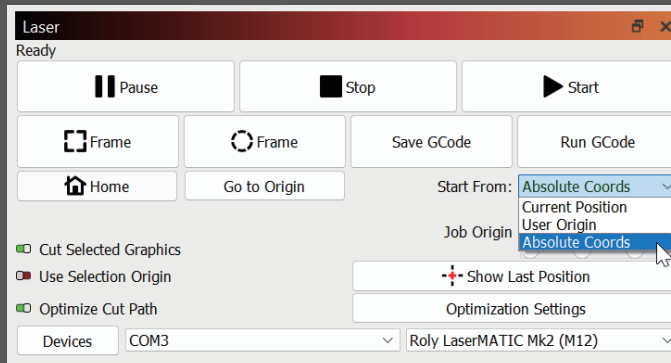 Laser
Ready
Pause Stop Start
Frame Frame Save GCode Run GCode
Home Go to Origin Start From: Absolute Coords
Current Position
User Origin
Job Origin
Absolute Coords
Cut Selected Graphics
Use Selection Origin Show Last Position
Optimize Cut Path Optimization Settings
Devices COM3 Roly LaserMATIC Mk2 (M12)